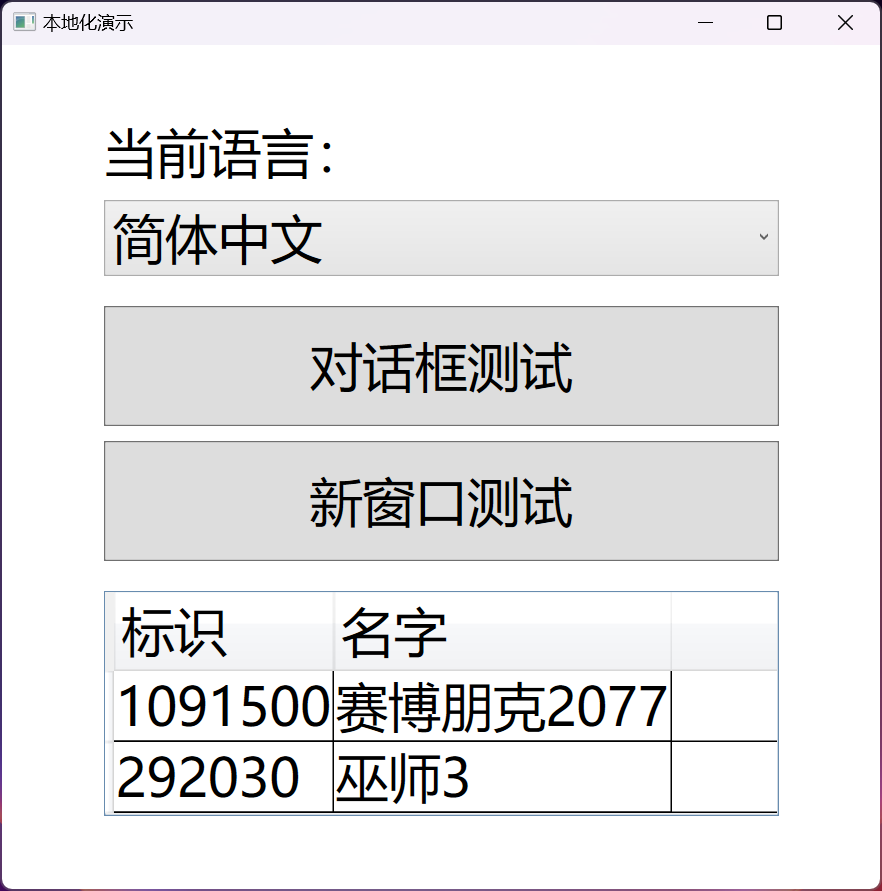 本地化演示
当前语言：
简体中文
对话框测试
新窗口测试
标识 名字
1091500 赛博朋克2077
292030 巫师3